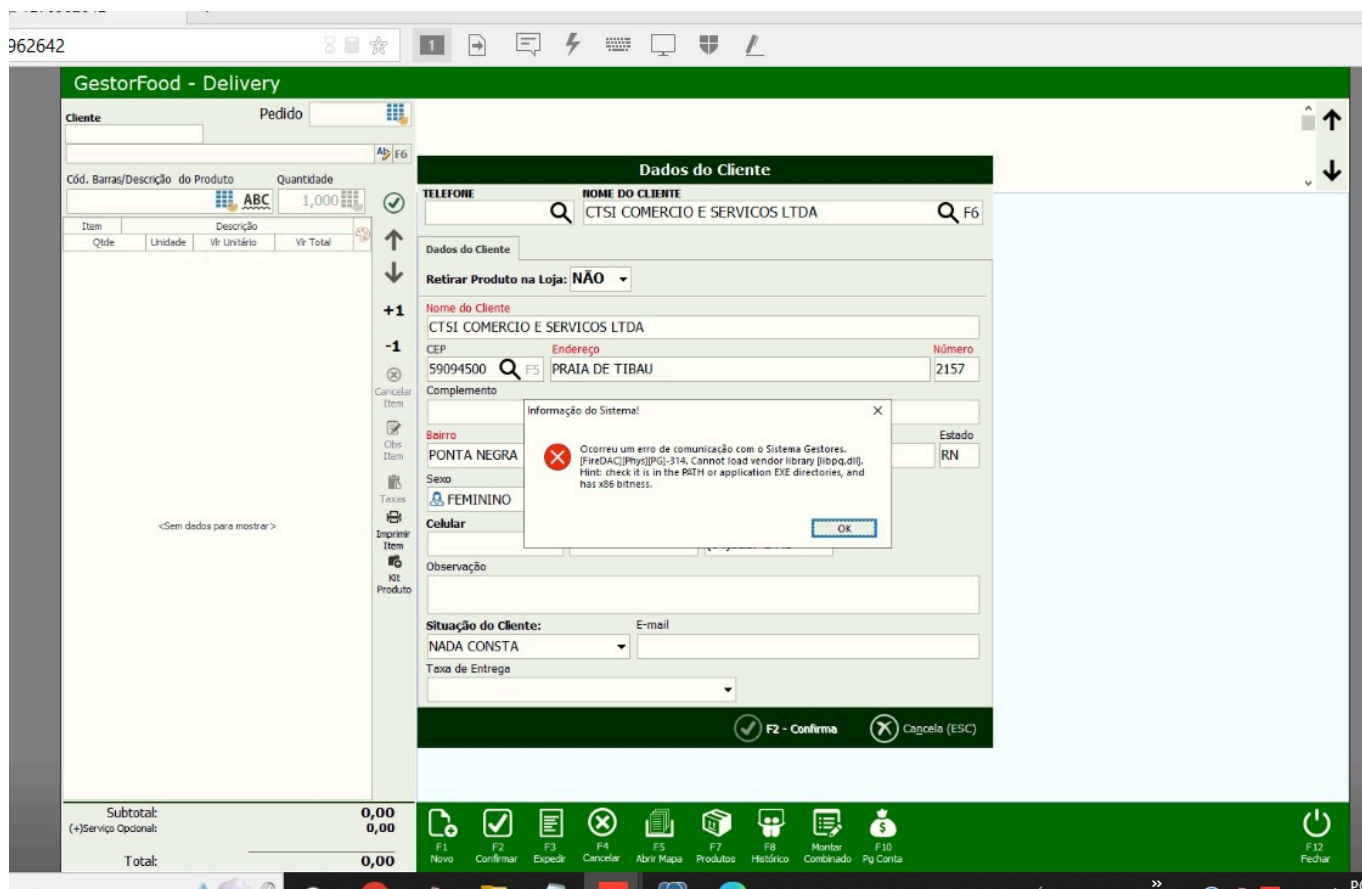 962642
1
GestorFood - Delivery
Cliente
Pedido
F6
Cód. Barras/Descrição do Produto
Quantidade
ABC
1,000
Item
Descrição
Qtde
Unidade
Vlr Unitário
Vlr Total
+1
-1
Cancelar
Item
Obs
Item
Taxas
Imprimir
Item
Kit
Produto
<Sem dados para mostrar>
Subtotal:
0,00
(+)Serviço Opcional:
0,00
Total:
0,00
Dados do Cliente
TELEFONE
NOME DO CLIENTE
CTSI COMERCIO E SERVICOS LTDA
F6
Dados do Cliente
Retirar Produto na Loja: NÃO
Nome do Cliente
CTSI COMERCIO E SERVICOS LTDA
CEP
Endereço
Número
59094500
F5
PRAIA DE TIBAU
2157
Complemento
Bairro
Estado
PONTA NEGRA
RN
Sexo
FEMININO
Celular
Informação do Sistema!
Ocorreu um erro de comunicação com o Sistema Gestores.
[FireDAC][Phys][PG]-314. Cannot load vendor library [libpq.dll].
Hint: check it is in the PATH or application EXE directories, and
has x86 bitness.
OK
Observação
Situação do Cliente:
E-mail
NADA CONSTA
Taxa de Entrega
F2 - Confirma
Cancela (ESC)
F1
Novo
F2
Confirmar
F3
Expedir
F4
Cancelar
F5
Abrir Mapa
F7
Produtos
F8
Histórico
Montar
Combinado
F10
Pg Conta
F12
Fechar